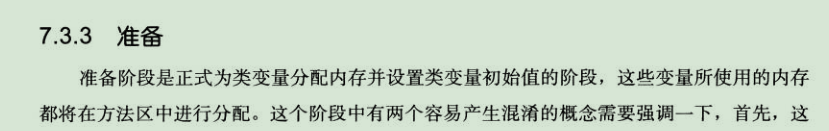 7.3.3 准备
准备阶段是正式为类变量分配内存并设置类变量初始值的阶段，这些变量所使用的内存
都将在方法区中进行分配。这个阶段中有两个容易产生混淆的概念需要强调一下，首先，这